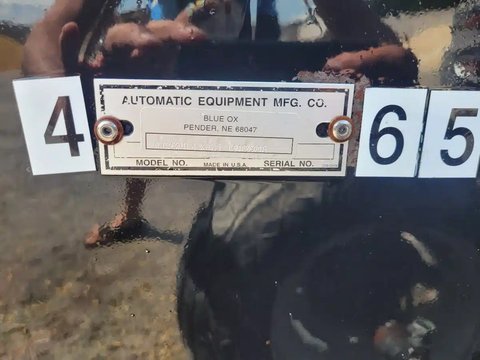 4
AUTOMATIC EQUIPMENT MFG. CO.
BLUE OX
PENDER, NE 68047
MODEL NO. MADE IN U.S.A. SERIAL NO.
65